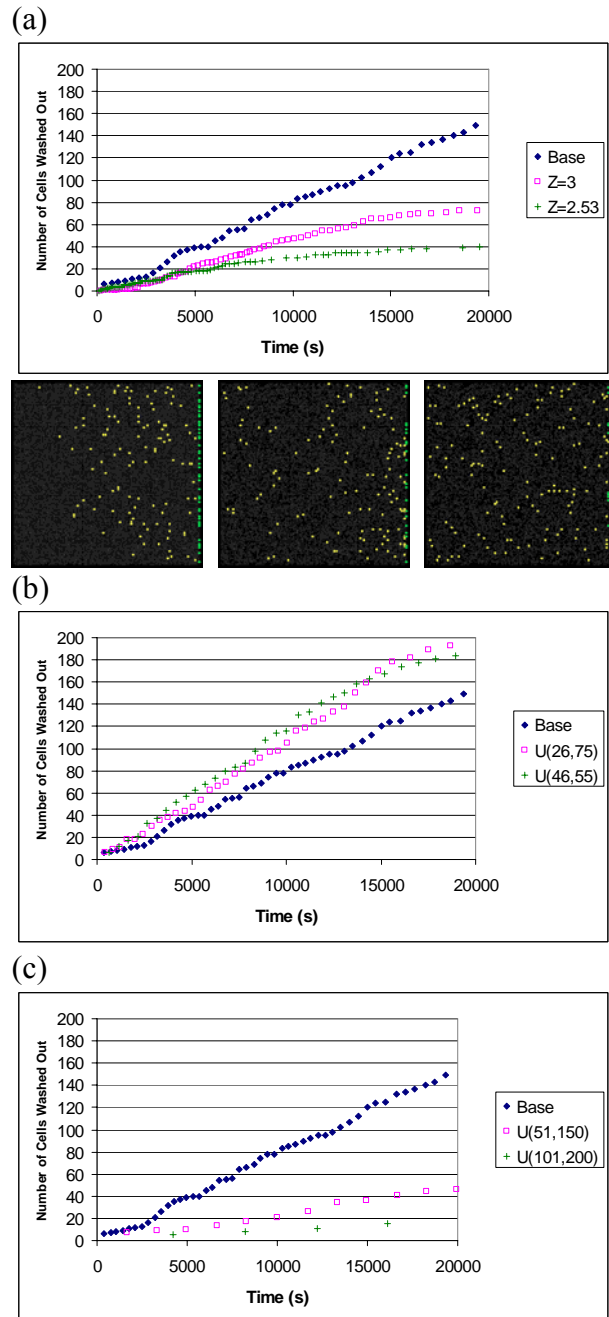 (a)
200
180
160
140
120
100
80
60
40
20
0
Number of Cells Washed Out
0 5000 10000 15000 20000
Time (s)
Base
Z=3
Z=2.53
(b)
200
180
160
140
120
100
80
60
40
20
0
Number of Cells Washed Out
0 5000 10000 15000 20000
Time (s)
Base
U(26,75)
U(46,55)
(c)
200
180
160
140
120
100
80
60
40
20
0
Number of Cells Washed Out
0 5000 10000 15000 20000
Time (s)
Base
U(51,150)
U(101,200)